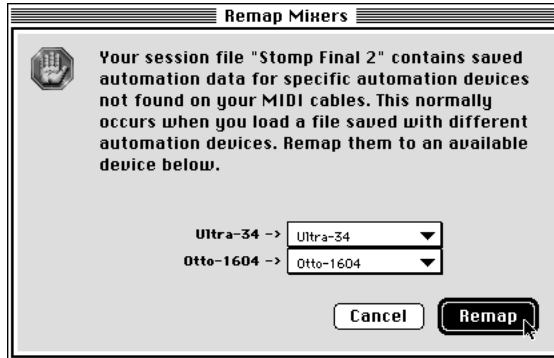 Remap Mixers
Your session file "Stomp Final 2" contains saved
automation data for specific automation devices
not found on your MIDI cables. This normally
occurs when you load a file saved with different
automation devices. Remap them to an available
device below.
Ultra-34 -> Ultra-34
Otto-1604 -> Otto-1604
Cancel Remap